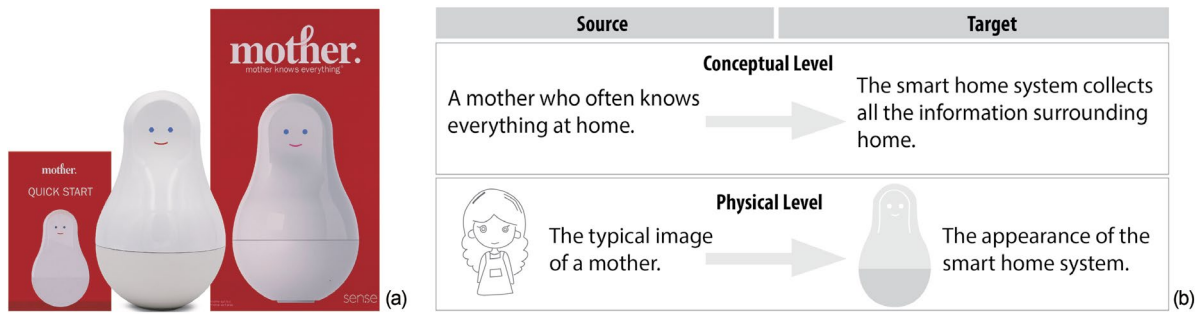 mother.
QUICK START
mother.
mother knows everything
sense
(a)
Source
Target
Conceptual Level
A mother who often knows
everything at home.
The smart home system collects
all the information surrounding
home.
Physical Level
The typical image
of a mother.
The appearance of the
smart home system.
(b)